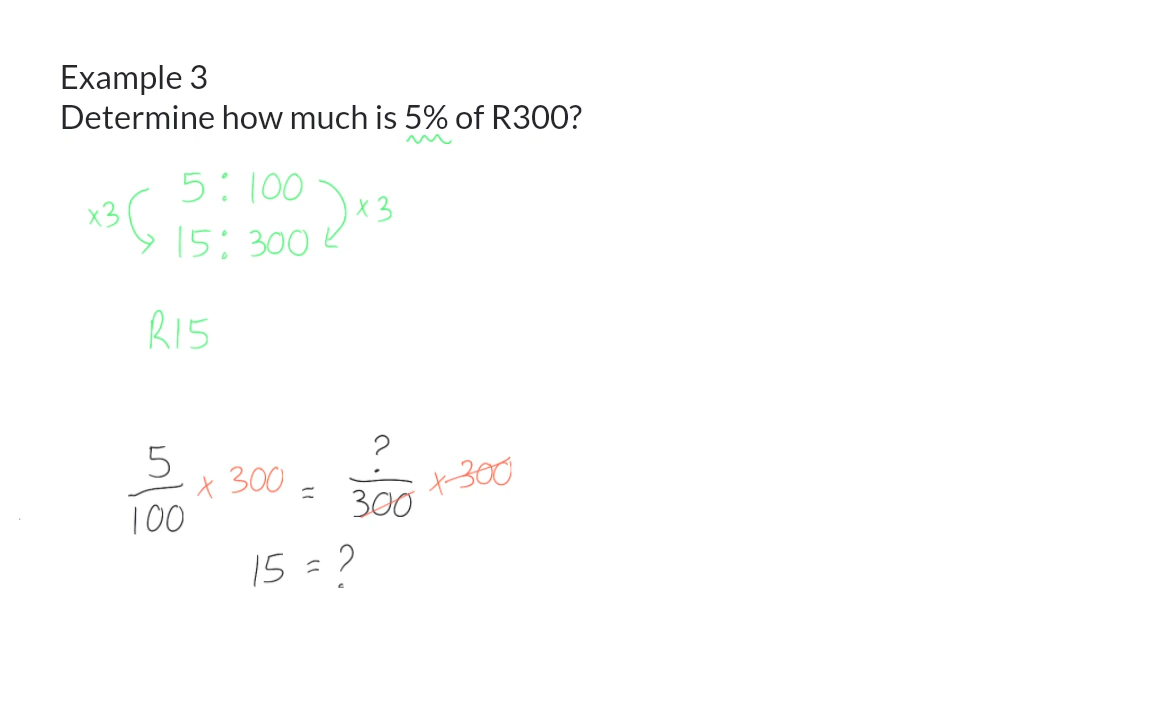 Example 3
Determine how much is 5% of R300?
5 : 100
x3 x3
15 : 300
R15
5/100 x 300 = ?/300 x 300
15 = ?